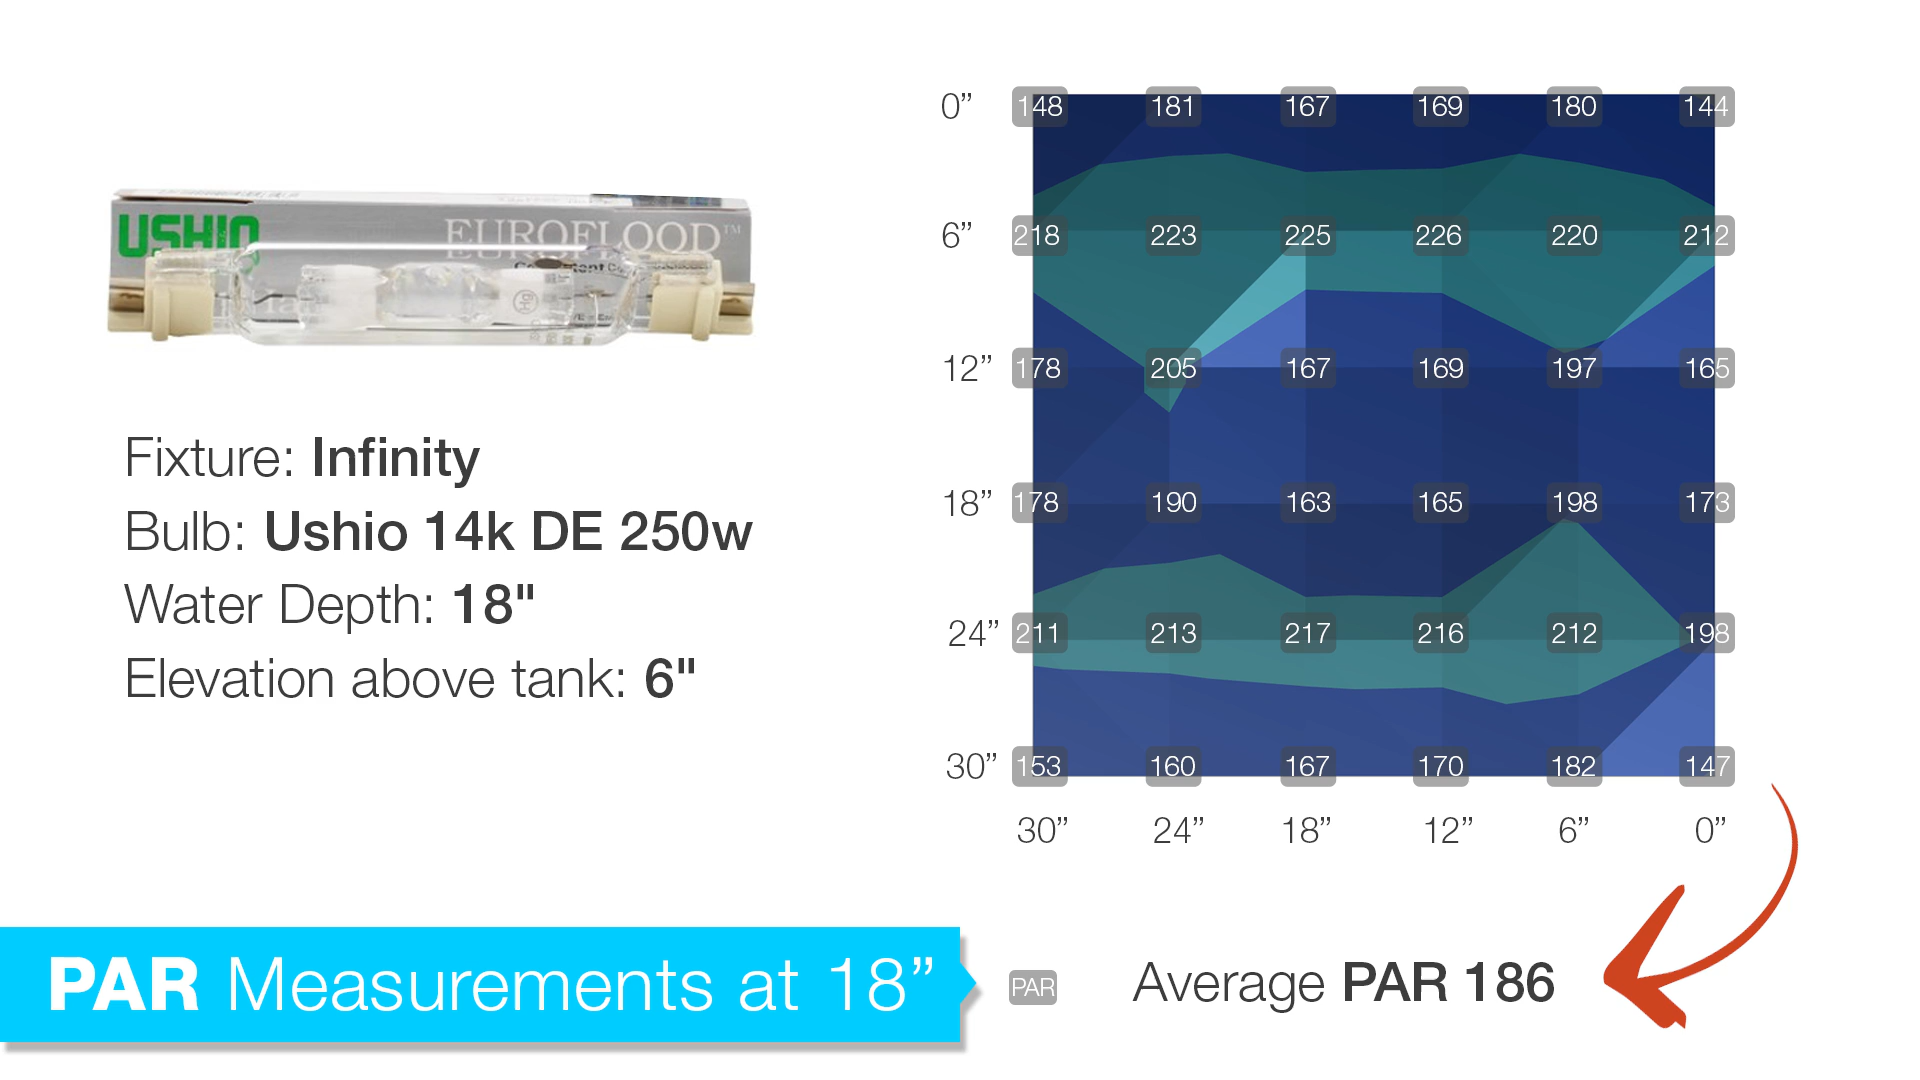 USHIO
EUROFLOOD™
Hg
Fixture: Infinity
Bulb: Ushio 14k DE 250w
Water Depth: 18"
Elevation above tank: 6"
0” 148 181 167 169 180 144
6” 218 223 225 226 220 212
12” 178 205 167 169 197 165
18” 178 190 163 165 198 173
24” 211 213 217 216 212 198
30” 153 160 167 170 182 147
30” 24” 18” 12” 6” 0”
PAR Measurements at 18”
PAR Average PAR 186